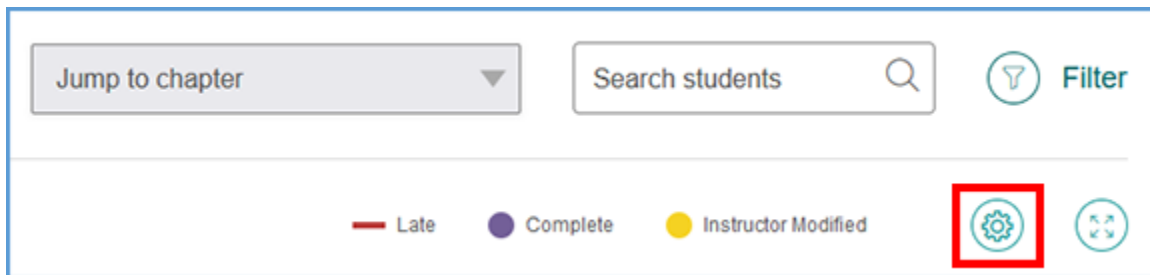 Jump to chapter Search students Filter
Late Complete Instructor Modified